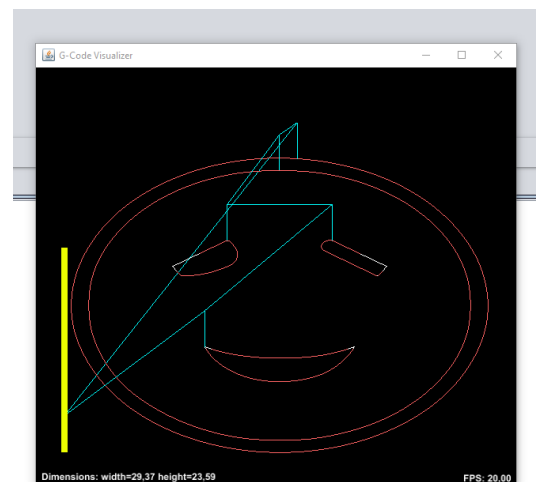 G-Code Visualizer
Dimensions: width=29,37 height=23,59
FPS: 20.00